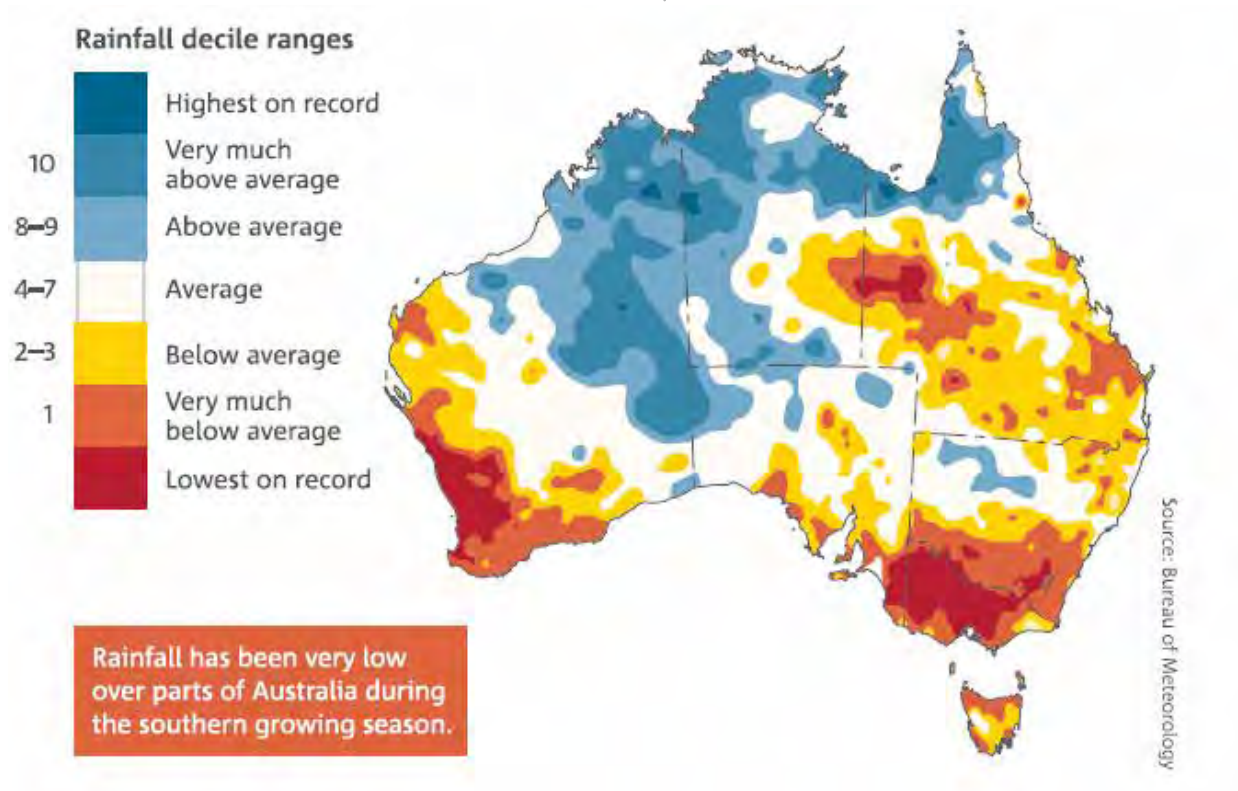 Rainfall decile ranges
Highest on record
10
Very much
above average
8–9
Above average
4–7
Average
2–3
Below average
1
Very much
below average
Lowest on record
Rainfall has been very low
over parts of Australia during
the southern growing season.
Source: Bureau of Meteorology